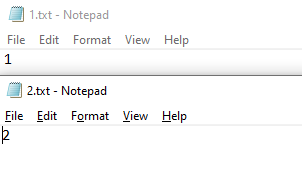 1.txt - Notepad
File Edit Format View Help
1
2.txt - Notepad
File Edit Format View Help
2